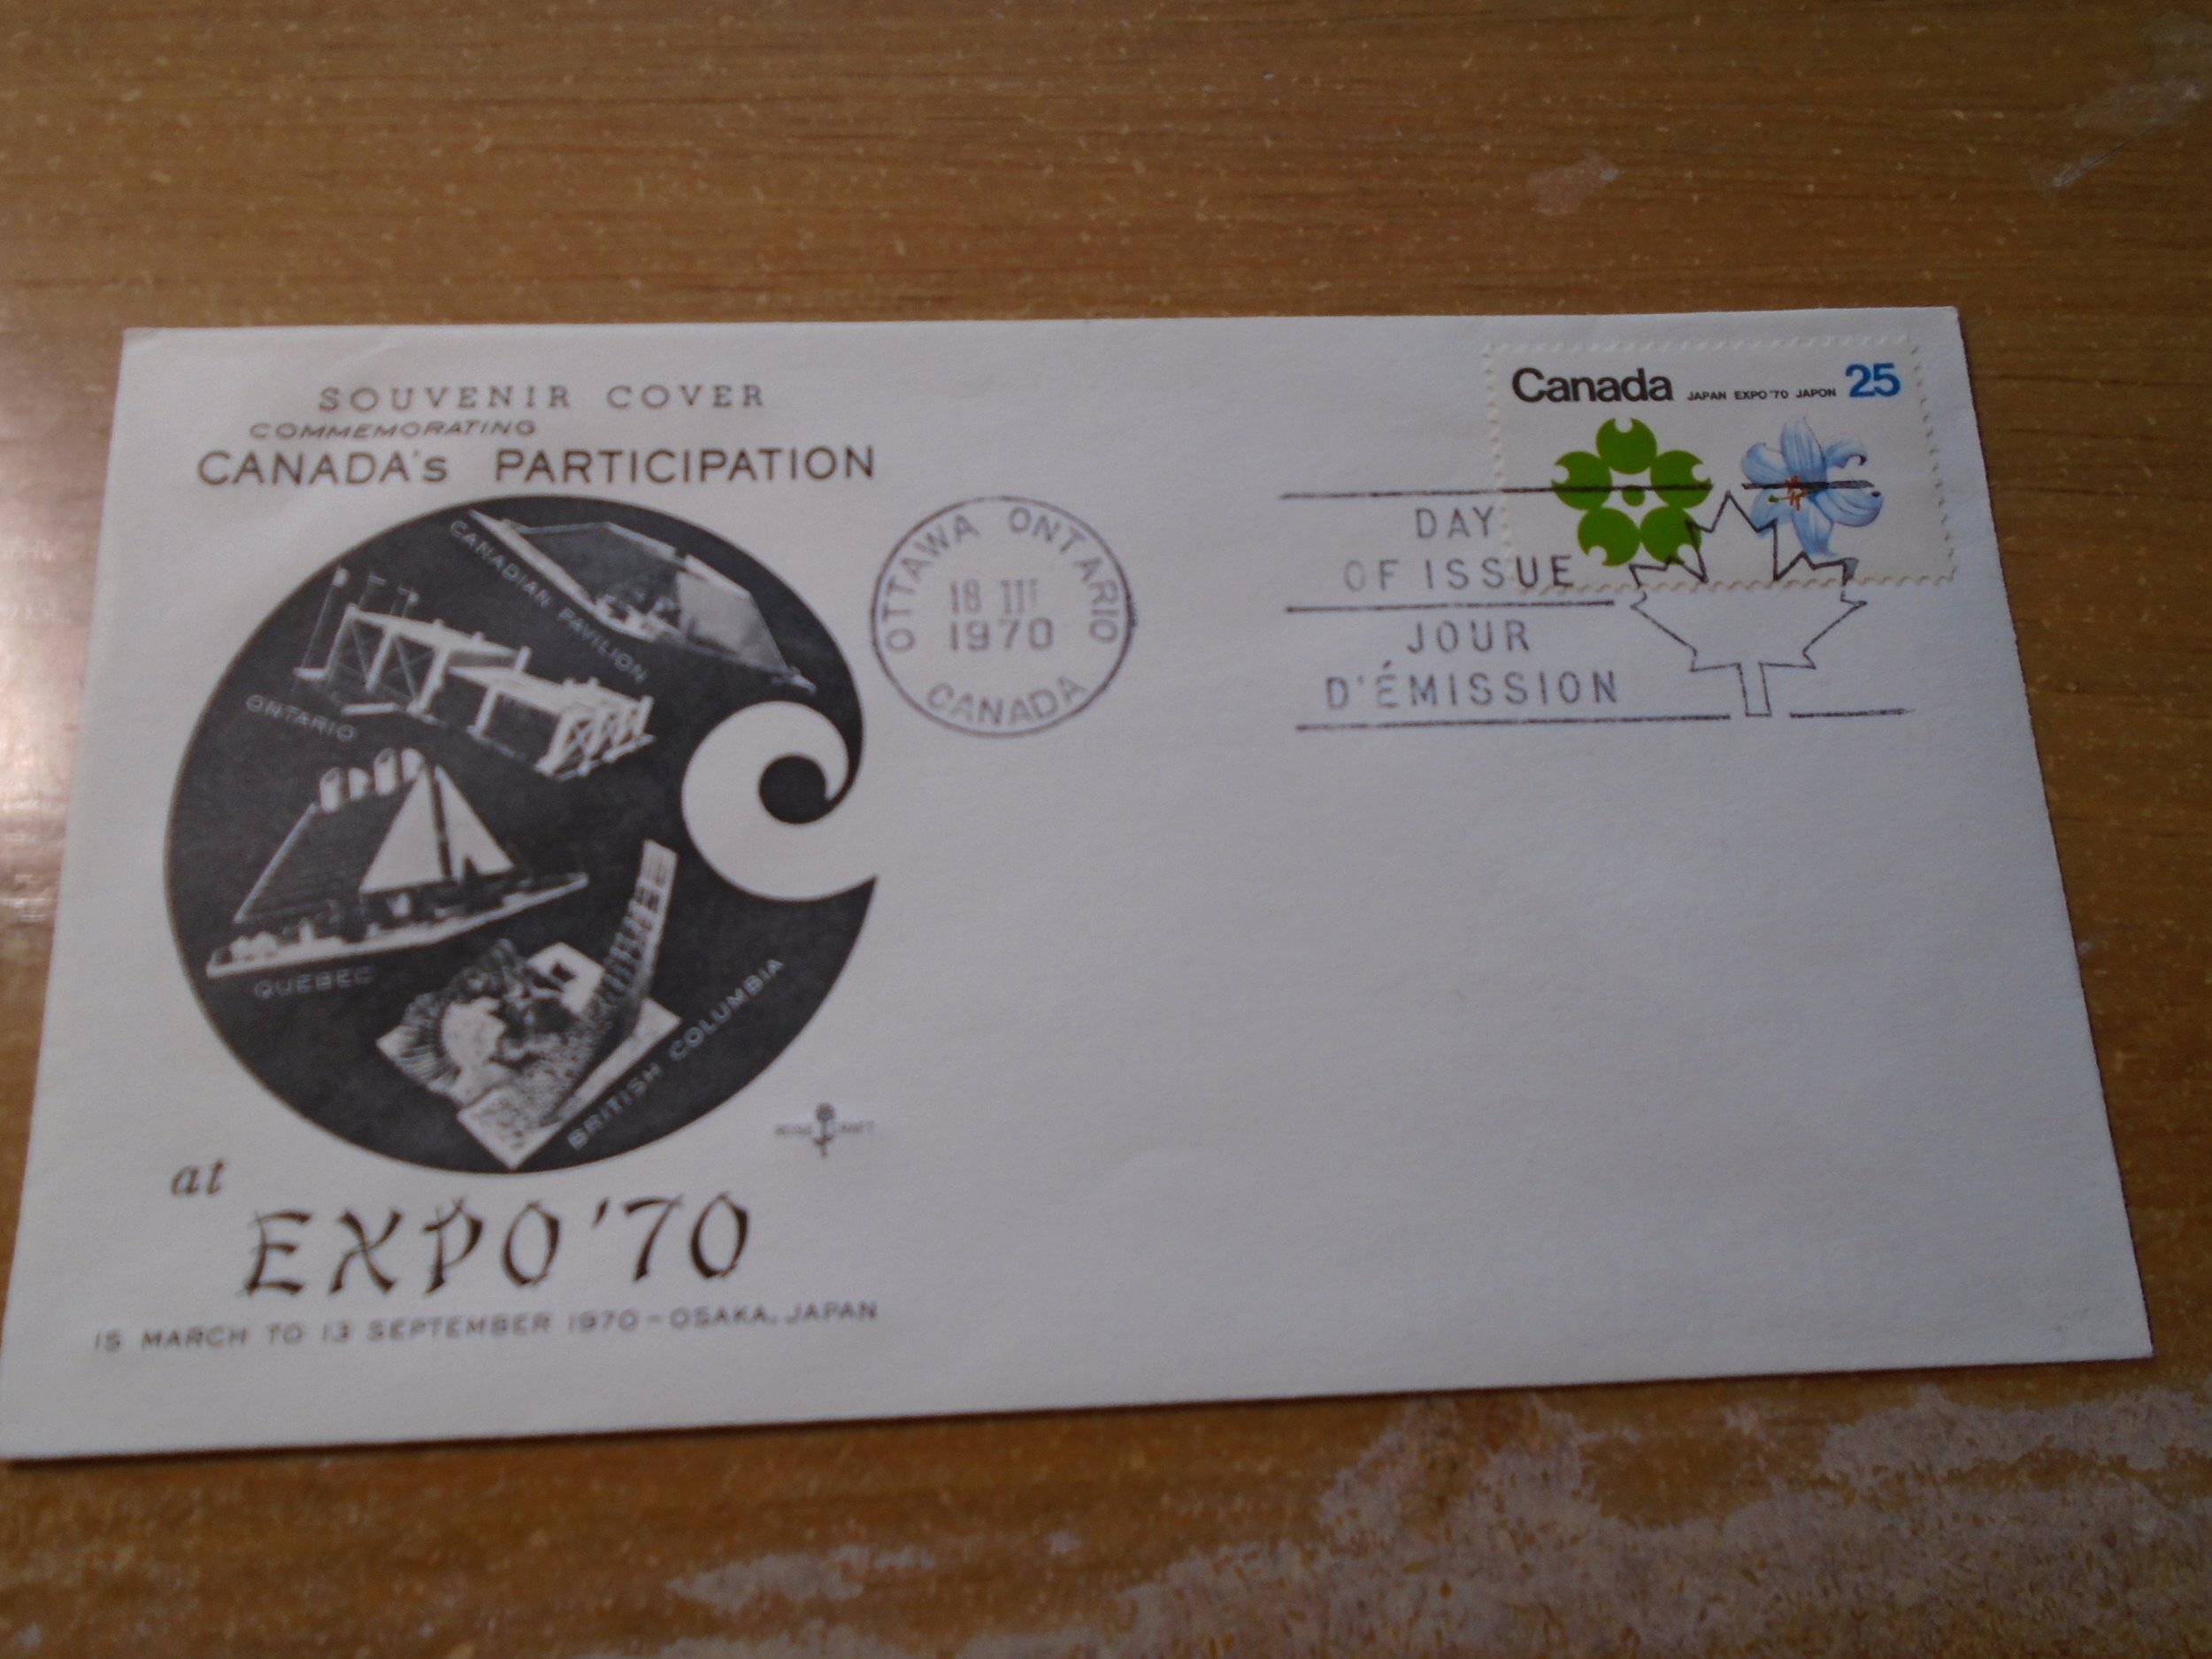 SOUVENIR COVER
COMMEMORATING
CANADA's PARTICIPATION
CANADIAN PAVILION
ONTARIO
QUEBEC
BRITISH COLUMBIA
at
EXPO '70
15 MARCH TO 13 SEPTEMBER 1970 – OSAKA, JAPAN
ROSE CRAFT
OTTAWA ONTARIO
18 III
1970
CANADA
Canada JAPAN EXPO '70 JAPON 25
DAY
OF ISSUE
JOUR
D'ÉMISSION